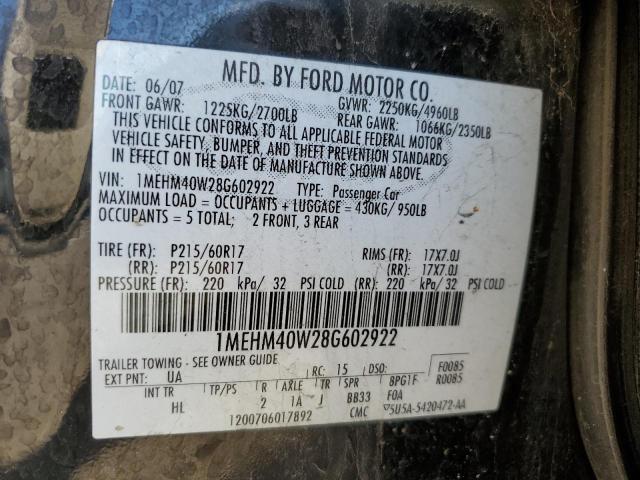 MFD. BY FORD MOTOR CO.
DATE: 06/07 GVWR: 2250KG/4960LB
FRONT GAWR: 1225KG/2700LB REAR GAWR: 1066KG/2350LB
THIS VEHICLE CONFORMS TO ALL APPLICABLE FEDERAL MOTOR
VEHICLE SAFETY, BUMPER, AND THEFT PREVENTION STANDARDS
IN EFFECT ON THE DATE OF MANUFACTURE SHOWN ABOVE.
VIN: 1MEHM40W28G602922 TYPE: Passenger Car
MAXIMUM LOAD = OCCUPANTS + LUGGAGE = 430KG/ 950LB
OCCUPANTS = 5 TOTAL; 2 FRONT, 3 REAR
TIRE (FR): P215/60R17 RIMS (FR): 17X7.0J
(RR): P215/60R17 (RR): 17X7.0J
PRESSURE (FR): 220 kPa/ 32 PSI COLD (RR): 220 kPa/ 32 PSI COLD
1MEHM40W28G602922
TRAILER TOWING - SEE OWNER GUIDE
EXT PNT: UA RC: 15 DSO: F0085
R0085
INT TR TP/PS R AXLE TR SPR BPG1F
HL 2 1A J BB33 F0A
1200706017892 CMC 5U5A-5420472-AA